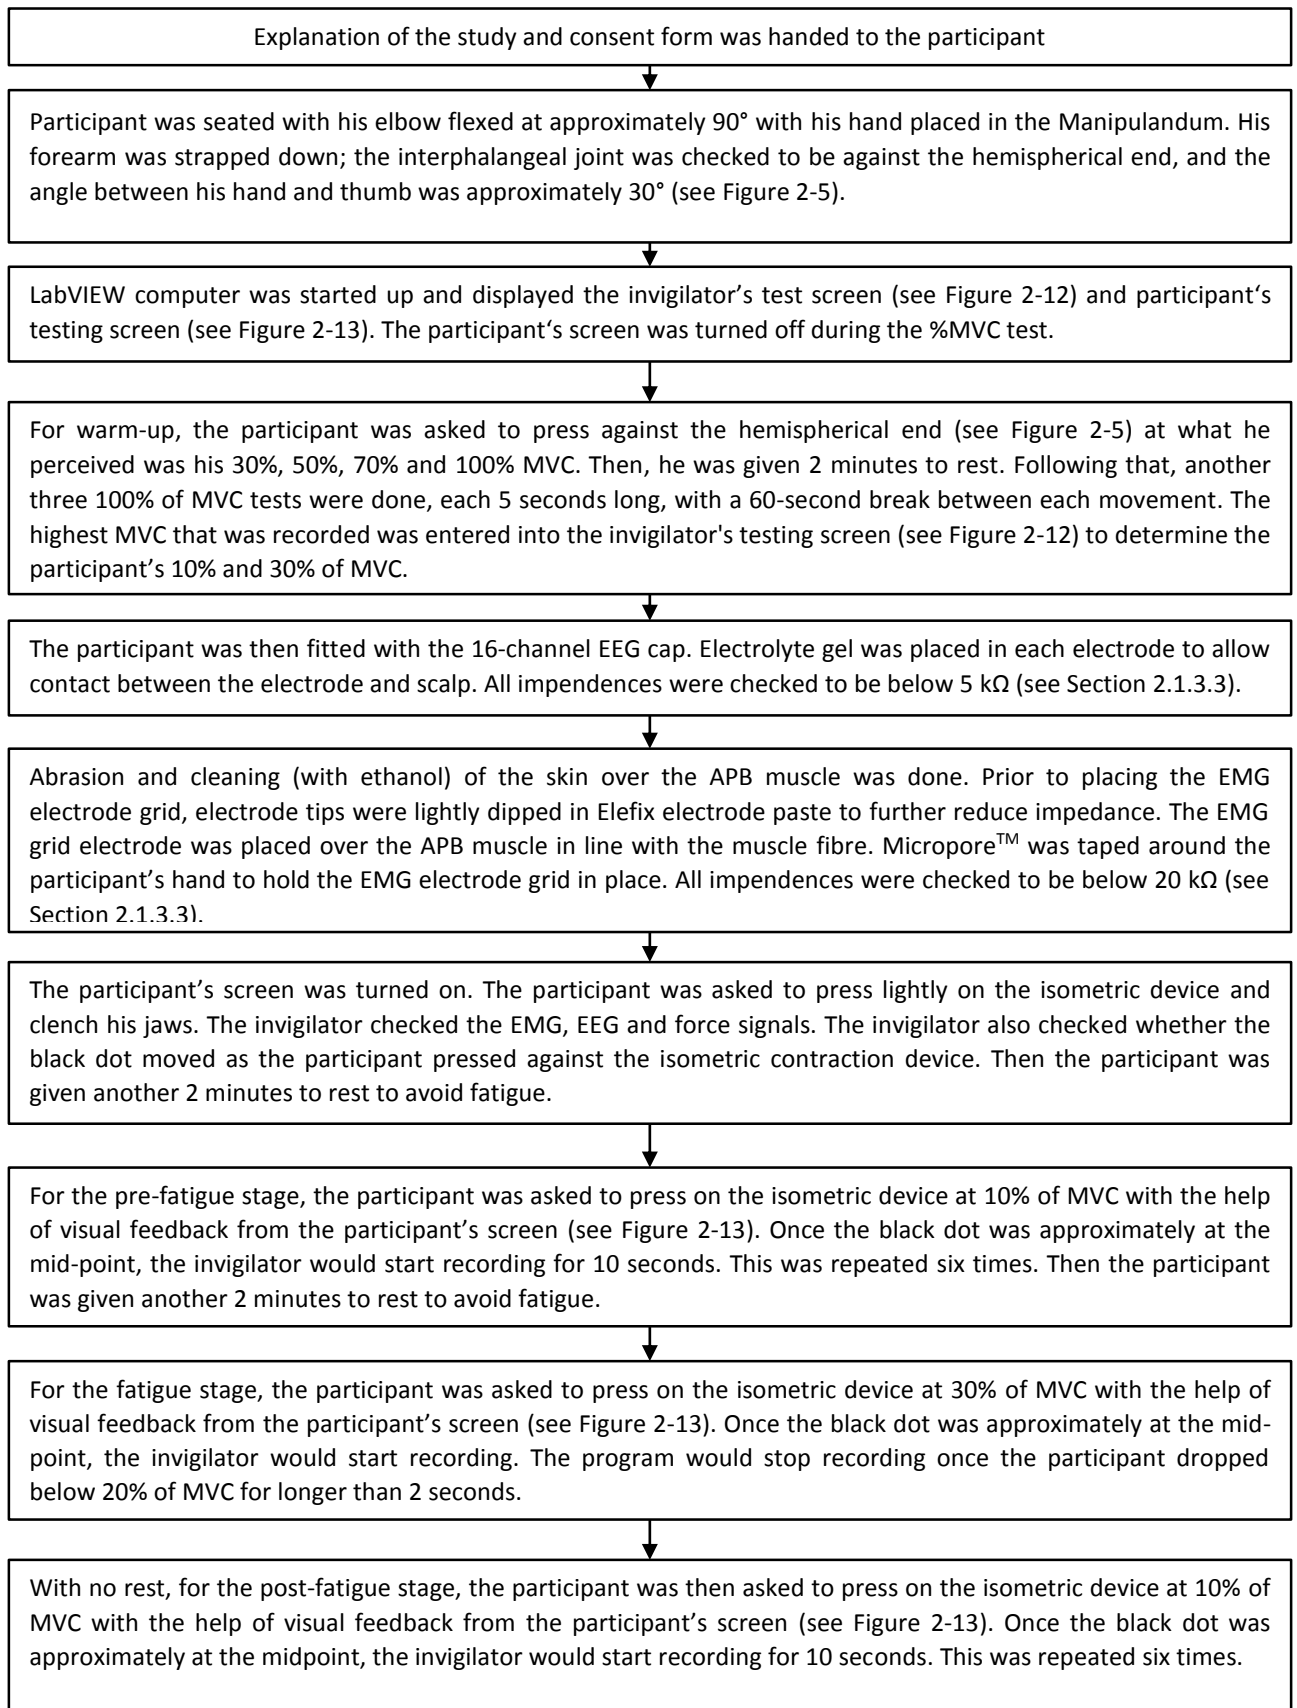 Explanation of the study and consent form was handed to the participant
Participant was seated with his elbow flexed at approximately 90° with his hand placed in the Manipulandum. His
forearm was strapped down; the interphalangeal joint was checked to be against the hemispherical end, and the
angle between his hand and thumb was approximately 30° (see Figure 2-5).
LabVIEW computer was started up and displayed the invigilator’s test screen (see Figure 2-12) and participant‘s
testing screen (see Figure 2-13). The participant‘s screen was turned off during the %MVC test.
For warm-up, the participant was asked to press against the hemispherical end (see Figure 2-5) at what he
perceived was his 30%, 50%, 70% and 100% MVC. Then, he was given 2 minutes to rest. Following that, another
three 100% of MVC tests were done, each 5 seconds long, with a 60-second break between each movement. The
highest MVC that was recorded was entered into the invigilator's testing screen (see Figure 2-12) to determine the
participant’s 10% and 30% of MVC.
The participant was then fitted with the 16-channel EEG cap. Electrolyte gel was placed in each electrode to allow
contact between the electrode and scalp. All impendences were checked to be below 5 kΩ (see Section 2.1.3.3).
Abrasion and cleaning (with ethanol) of the skin over the APB muscle was done. Prior to placing the EMG
electrode grid, electrode tips were lightly dipped in Elefix electrode paste to further reduce impedance. The EMG
grid electrode was placed over the APB muscle in line with the muscle fibre. Micropore™ was taped around the
participant’s hand to hold the EMG electrode grid in place. All impendences were checked to be below 20 kΩ (see
Section 2.1.3.3).
The participant’s screen was turned on. The participant was asked to press lightly on the isometric device and
clench his jaws. The invigilator checked the EMG, EEG and force signals. The invigilator also checked whether the
black dot moved as the participant pressed against the isometric contraction device. Then the participant was
given another 2 minutes to rest to avoid fatigue.
For the pre-fatigue stage, the participant was asked to press on the isometric device at 10% of MVC with the help
of visual feedback from the participant’s screen (see Figure 2-13). Once the black dot was approximately at the
mid-point, the invigilator would start recording for 10 seconds. This was repeated six times. Then the participant
was given another 2 minutes to rest to avoid fatigue.
For the fatigue stage, the participant was asked to press on the isometric device at 30% of MVC with the help of
visual feedback from the participant’s screen (see Figure 2-13). Once the black dot was approximately at the mid-
point, the invigilator would start recording. The program would stop recording once the participant dropped
below 20% of MVC for longer than 2 seconds.
With no rest, for the post-fatigue stage, the participant was then asked to press on the isometric device at 10% of
MVC with the help of visual feedback from the participant’s screen (see Figure 2-13). Once the black dot was
approximately at the midpoint, the invigilator would start recording for 10 seconds. This was repeated six times.